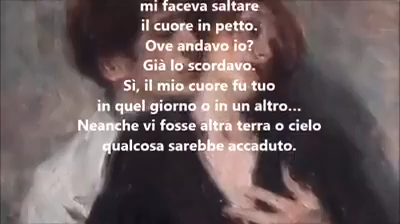 mi faceva saltare
il cuore in petto.
Ove andavo io?
Già lo scordavo.
Sì, il mio cuore fu tuo
in quel giorno o in un altro...
Neanche vi fosse altra terra o cielo
qualcosa sarebbe accaduto.